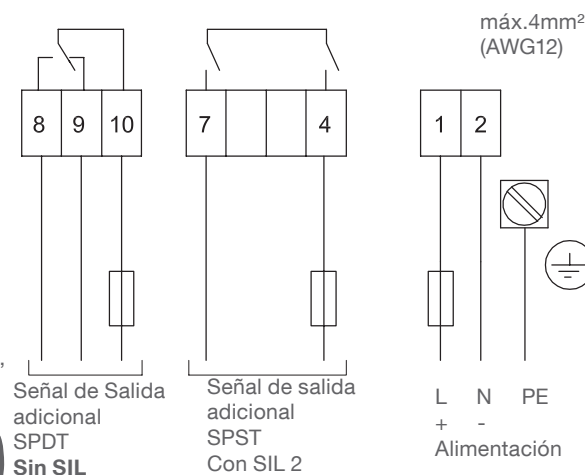 máx.4mm²
(AWG12)
8 9 10
7 4
1 2
Señal de Salida
adicional
SPDT
Sin SIL
Señal de salida
adicional
SPST
Con SIL 2
L N PE
+ -
Alimentación